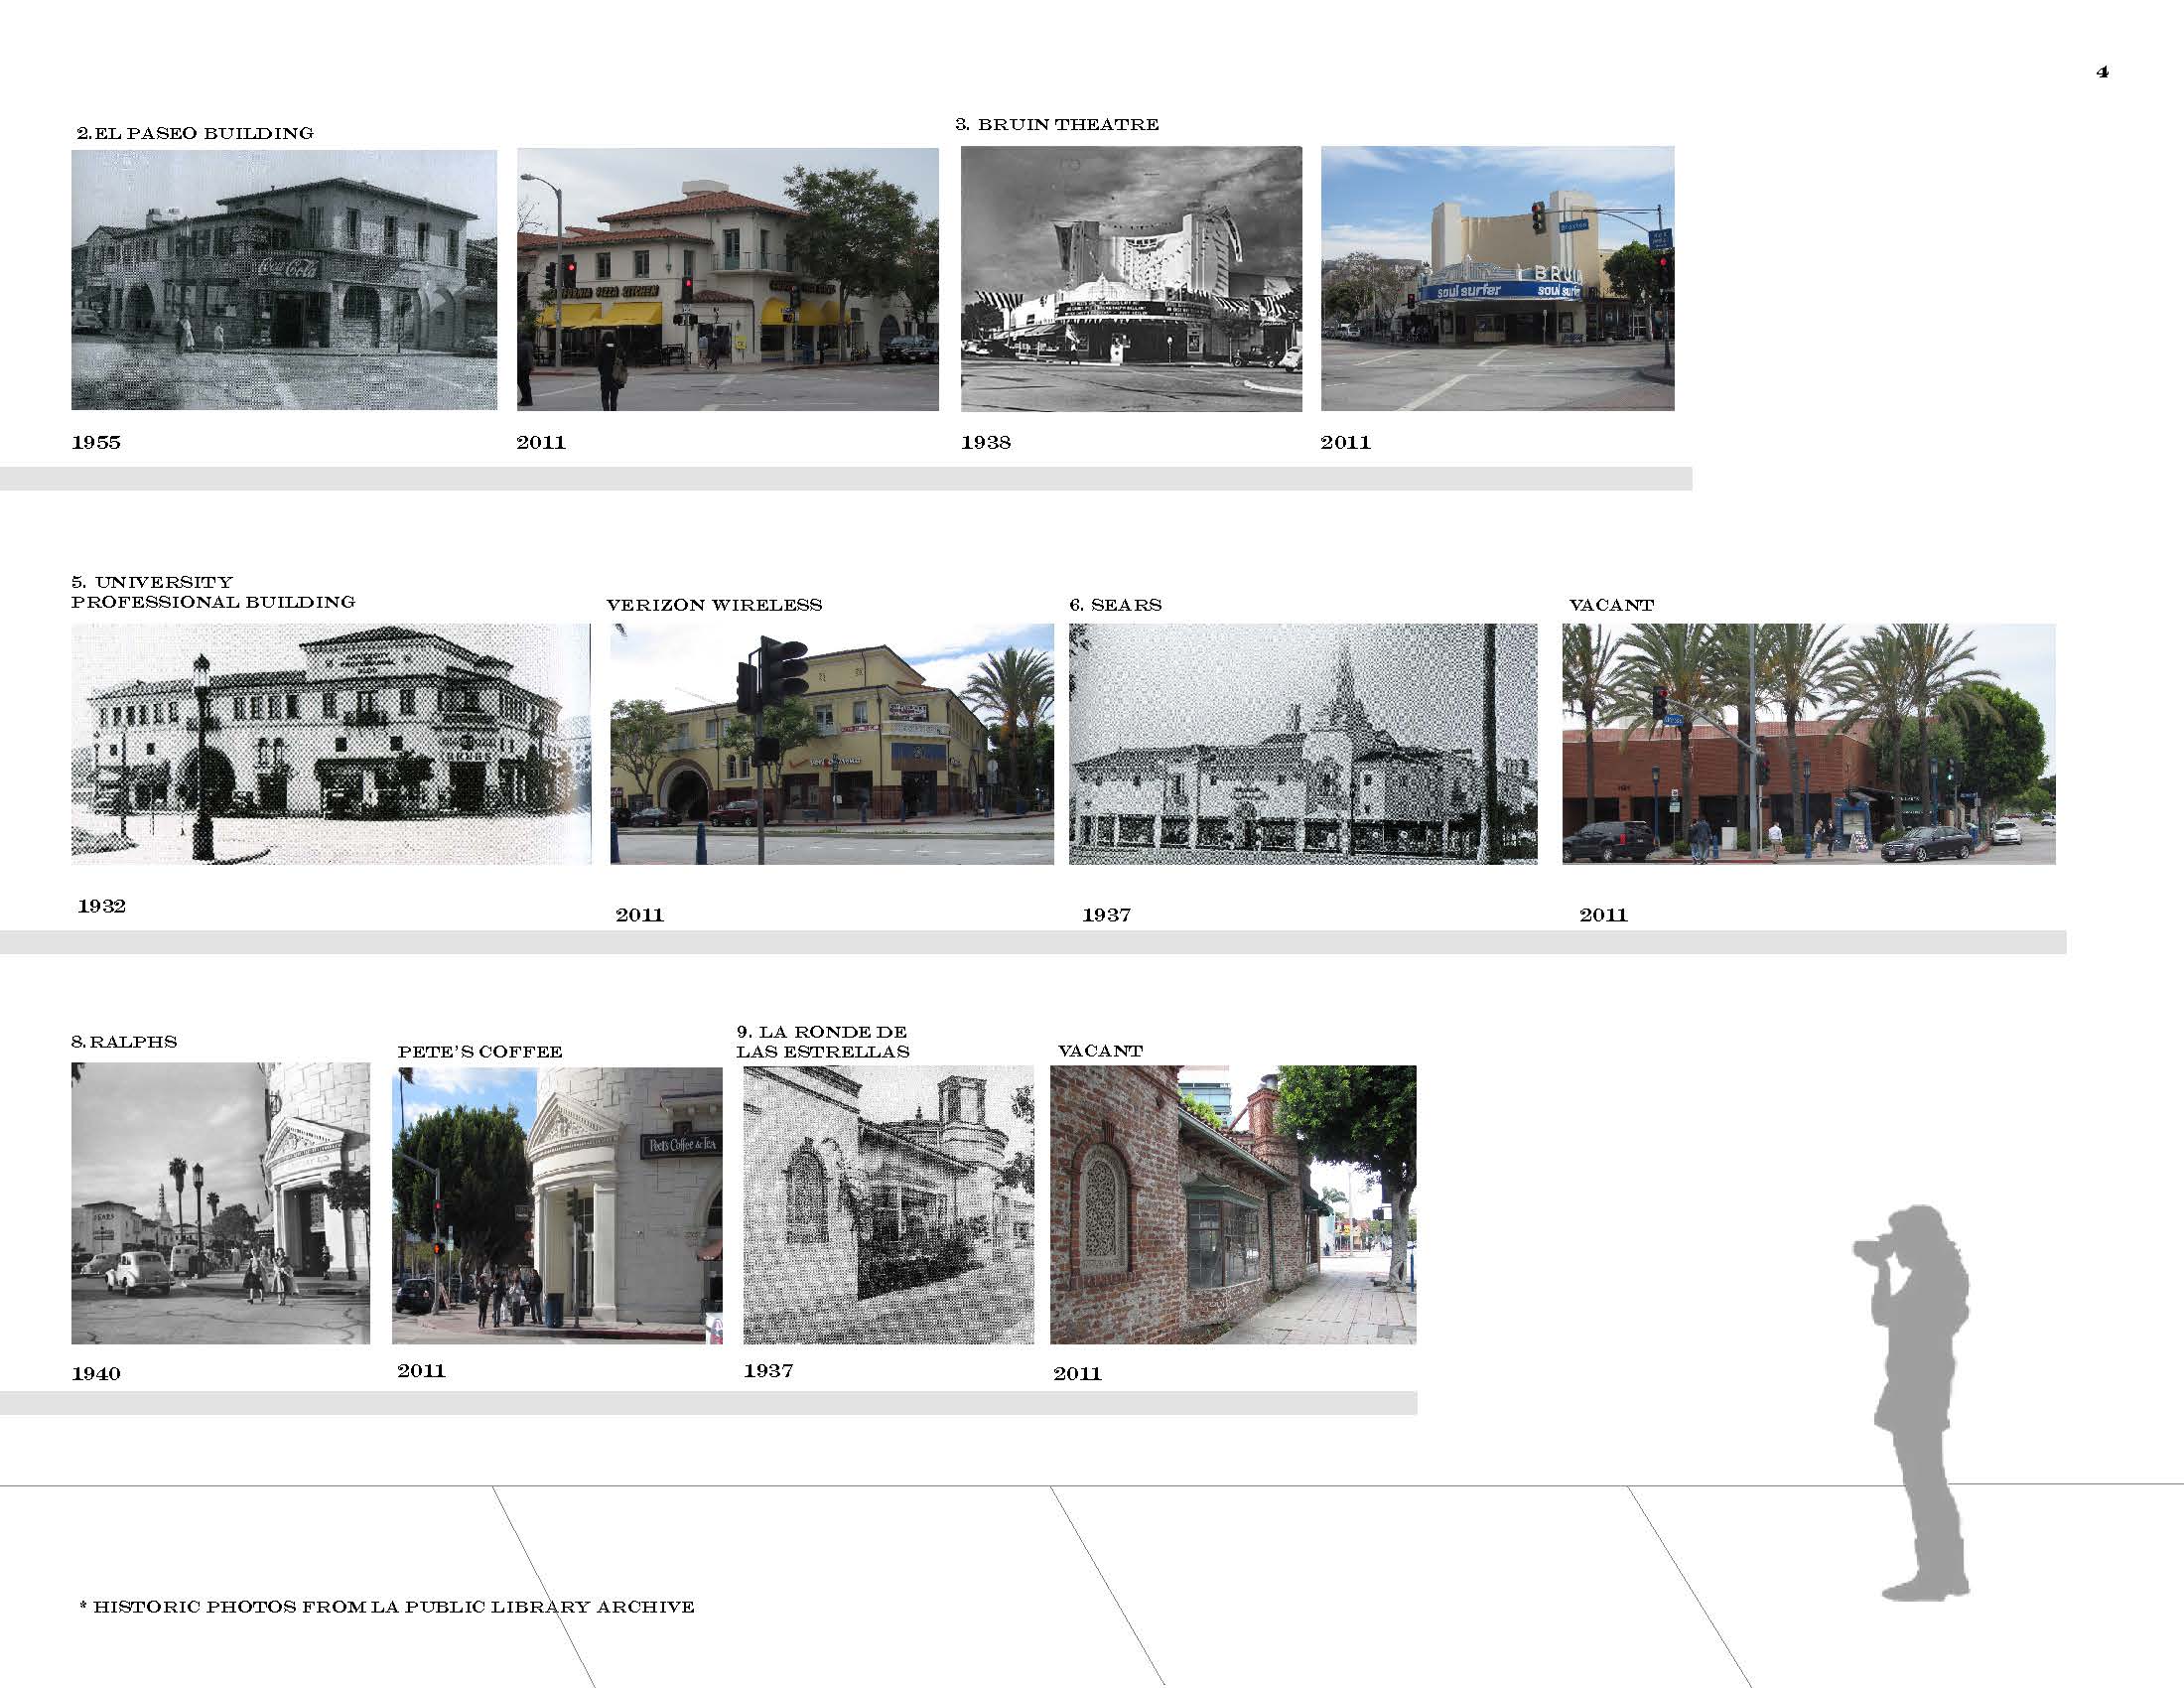 4
2.EL PASEO BUILDING
3. BRUIN THEATRE
Coca-Cola
PIZZA KITCHEN
Broxton
BRUIN
soul surfer
soul surfer
1955
2011
1938
2011
5. UNIVERSITY
PROFESSIONAL BUILDING
VERIZON WIRELESS
6. SEARS
VACANT
1932
2011
1937
2011
8.RALPHS
PETE'S COFFEE
9. LA RONDE DE
LAS ESTRELLAS
VACANT
SEARS
Peet's Coffee & Tea
1940
2011
1937
2011
* HISTORIC PHOTOS FROM LA PUBLIC LIBRARY ARCHIVE